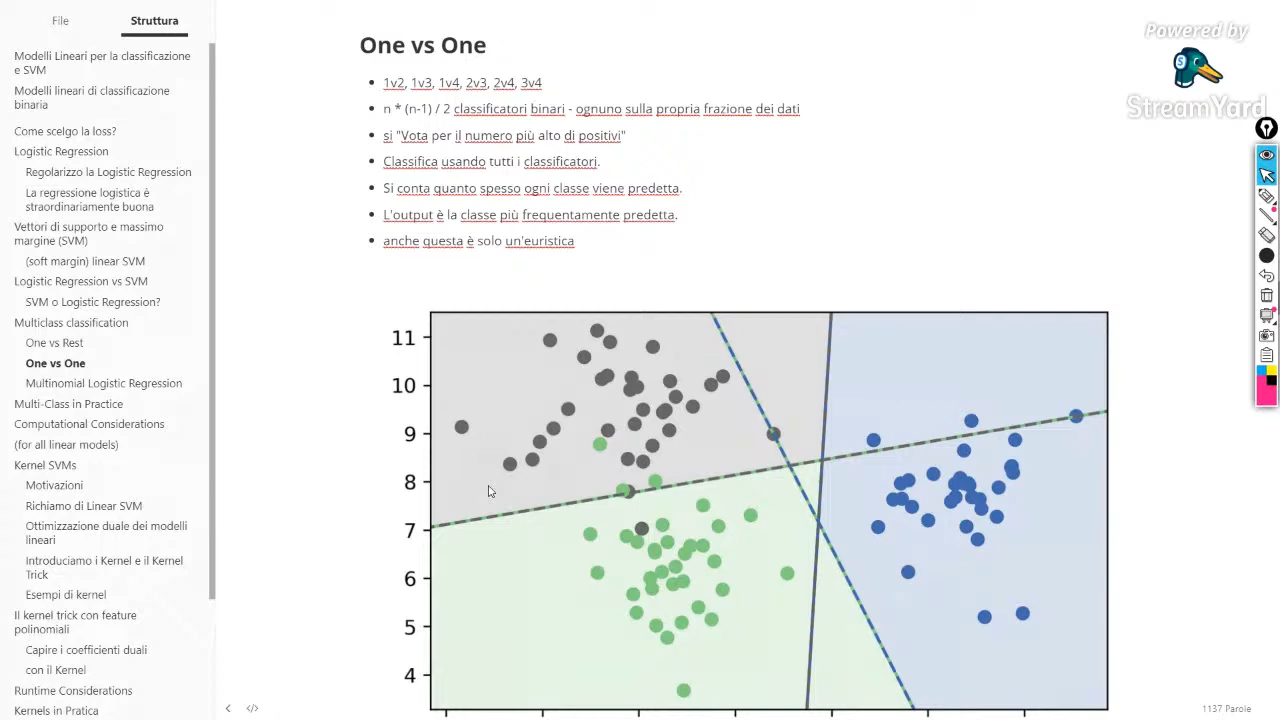 File
Struttura
Modelli Lineari per la classificazione
e SVM
Modelli lineari di classificazione
binaria
Come scelgo la loss?
Logistic Regression
Regolarizzo la Logistic Regression
La regressione logistica è
straordinariamente buona
Vettori di supporto e massimo
margine (SVM)
(soft margin) linear SVM
Logistic Regression vs SVM
SVM o Logistic Regression?
Multiclass classification
One vs Rest
One vs One
Multinomial Logistic Regression
Multi-Class in Practice
Computational Considerations
(for all linear models)
Kernel SVMs
Motivazioni
Richiamo di Linear SVM
Ottimizzazione duale dei modelli
lineari
Introduciamo i Kernel e il Kernel
Trick
Esempi di kernel
Il kernel trick con feature
polinomiali
Capire i coefficienti duali
con il Kernel
Runtime Considerations
Kernels in Pratica
One vs One
1v2, 1v3, 1v4, 2v3, 2v4, 3v4
n * (n-1) / 2 classificatori binari - ognuno sulla propria frazione dei dati
si "Vota per il numero più alto di positivi"
Classifica usando tutti i classificatori.
Si conta quanto spesso ogni classe viene predetta.
L'output è la classe più frequentamente predetta.
anche questa è solo un'euristica
11
10
9
8
7
6
5
4
Powered by
StreamYard
1137 Parole